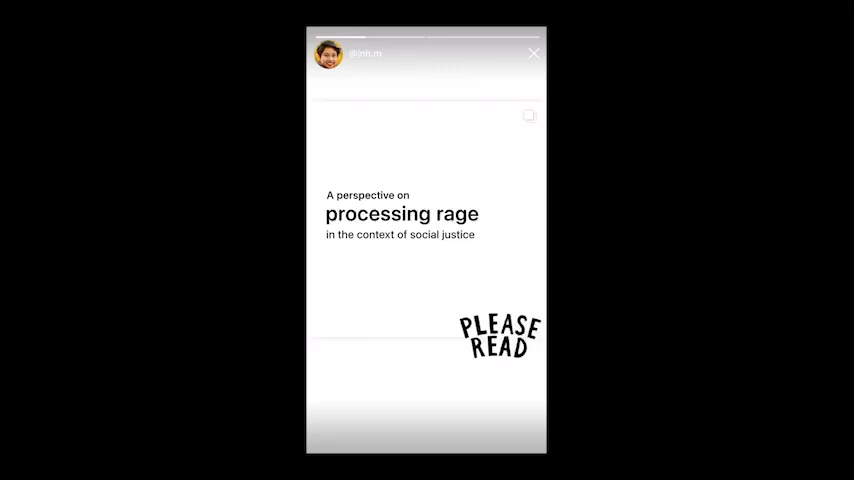 @jnh.m
A perspective on
processing rage
in the context of social justice
PLEASE
READ